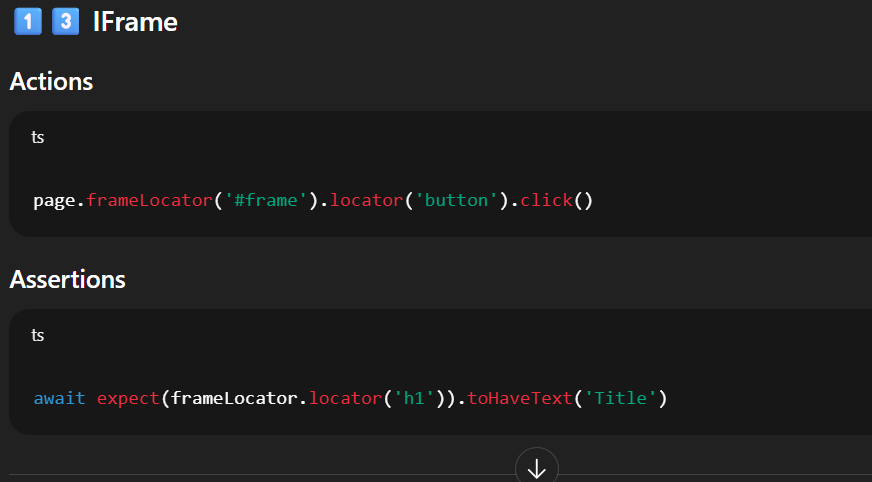 1️⃣ 3️⃣ IFrame
Actions
ts
page.frameLocator('#frame').locator('button').click()
Assertions
ts
await expect(frameLocator.locator('h1')).toHaveText('Title')